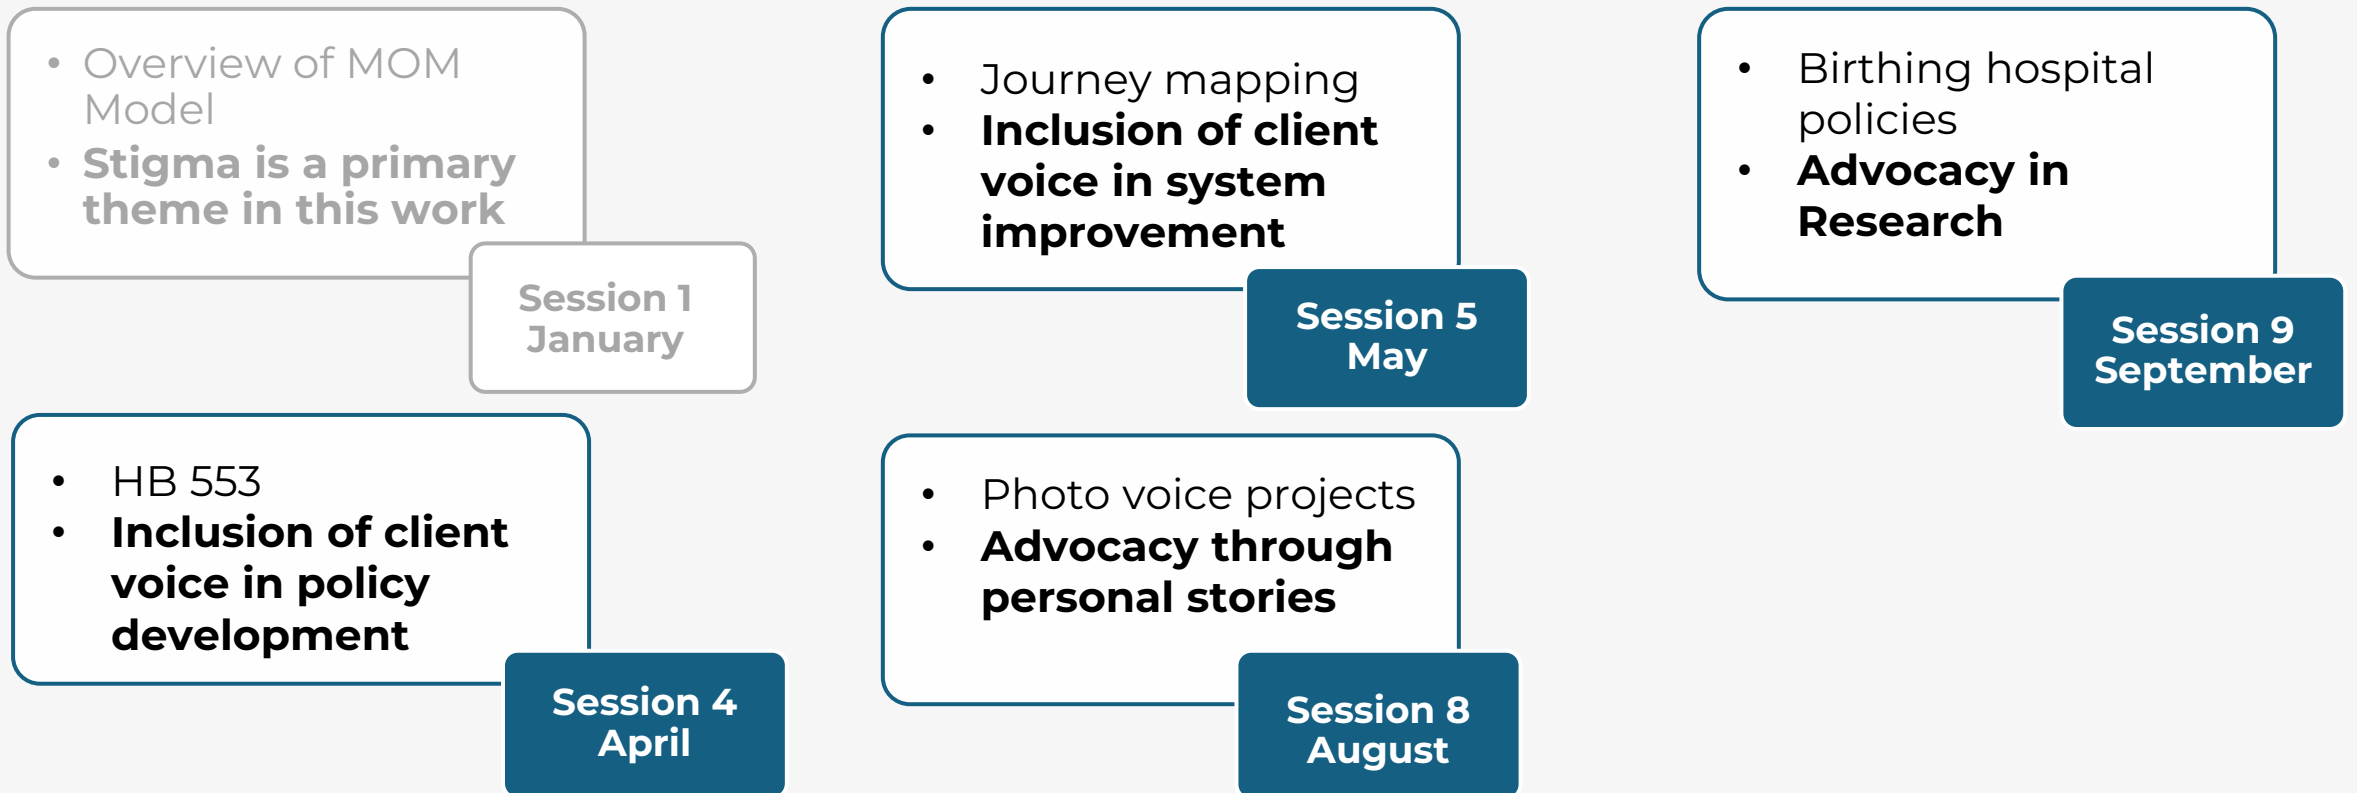 • Overview of MOM
Model
• Stigma is a primary
theme in this work
Session 1
January
• HB 553
• Inclusion of client
voice in policy
development
Session 4
April
• Journey mapping
• Inclusion of client
voice in system
improvement
Session 5
May
• Photo voice projects
• Advocacy through
personal stories
Session 8
August
• Birthing hospital
policies
• Advocacy in
Research
Session 9
September